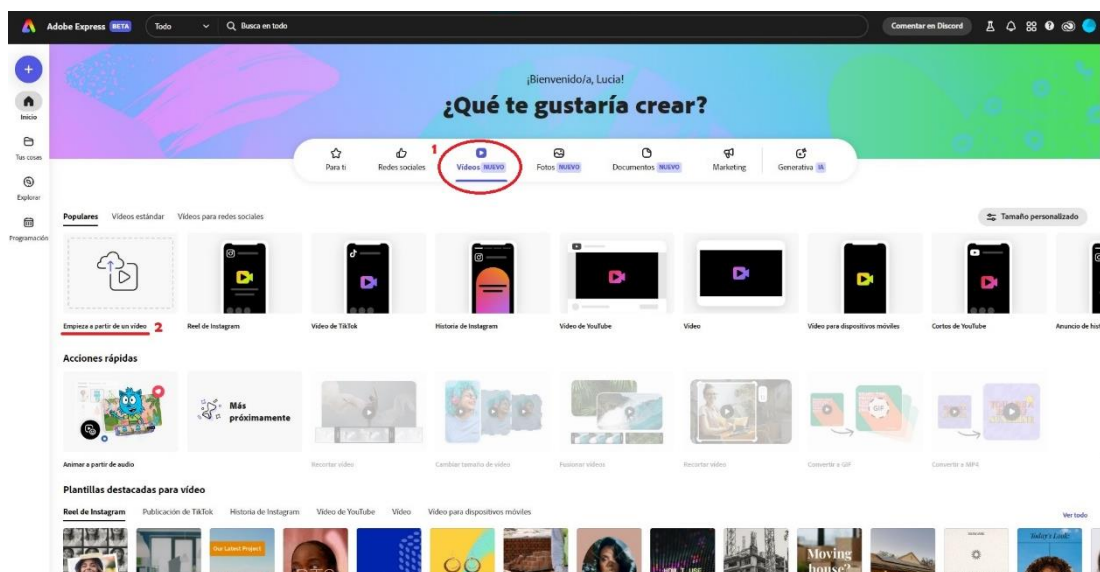 Adobe Express BETA Todo Busca en todo Comentar en Discord
¡Bienvenido/a, Lucia!
¿Qué te gustaría crear?
Inicio
Tus cosas
Explorar
Programación
1
Para ti Redes sociales Vídeos NUEVO Fotos NUEVO Documentos NUEVO Marketing Generativa IA
Populares Vídeos estándar Vídeos para redes sociales Tamaño personalizado
Empieza a partir de un vídeo 2 Reel de Instagram Vídeo de TikTok Historia de Instagram Vídeo de YouTube Vídeo Vídeo para dispositivos móviles Cortos de YouTube Anuncio de hist
Acciones rápidas
Más
próximamente
GIF
Animar a partir de audio Recortar vídeo Cambiar tamaño de vídeo Fusionar vídeos Recortar vídeo Convertir a GIF Convertir a MP4
Plantillas destacadas para vídeo
Reel de Instagram Publicación de TikTok Historia de Instagram Vídeo de YouTube Vídeo Vídeo para dispositivos móviles Ver todo
Our Latest Project
Moving
house?
Today's Look: